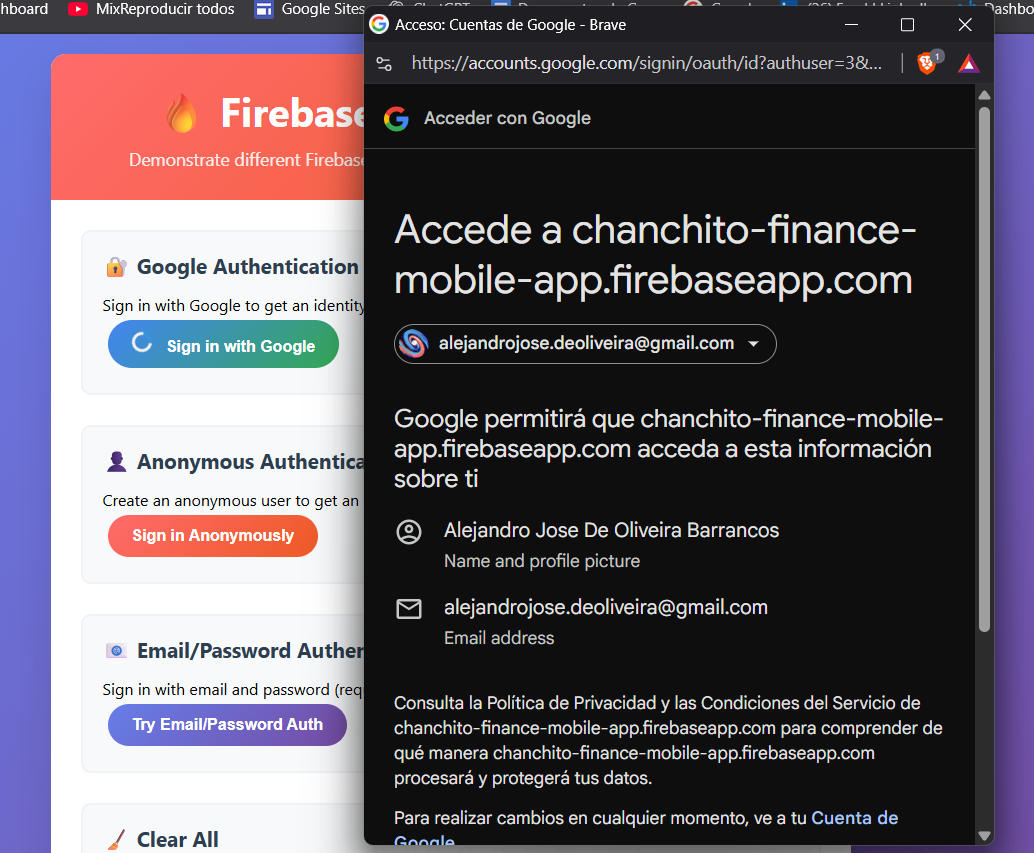 hboard
MixReproducir todos
Google Sites
Acceso: Cuentas de Google - Brave
https://accounts.google.com/signin/oauth/id?authuser=3&...
1
Acceder con Google
Accede a chanchito-finance-
mobile-app.firebaseapp.com
alejandrojose.deoliveira@gmail.com
Google permitirá que chanchito-finance-mobile-
app.firebaseapp.com acceda a esta información
sobre ti
Alejandro Jose De Oliveira Barrancos
Name and profile picture
alejandrojose.deoliveira@gmail.com
Email address
Consulta la Política de Privacidad y las Condiciones del Servicio de
chanchito-finance-mobile-app.firebaseapp.com para comprender de
qué manera chanchito-finance-mobile-app.firebaseapp.com
procesará y protegerá tus datos.
Para realizar cambios en cualquier momento, ve a tu Cuenta de
Google
Firebase
Demonstrate different Firebase
Google Authentication
Sign in with Google to get an identity
Sign in with Google
Anonymous Authentica
Create an anonymous user to get an
Sign in Anonymously
Email/Password Auther
Sign in with email and password (requ
Try Email/Password Auth
Clear All